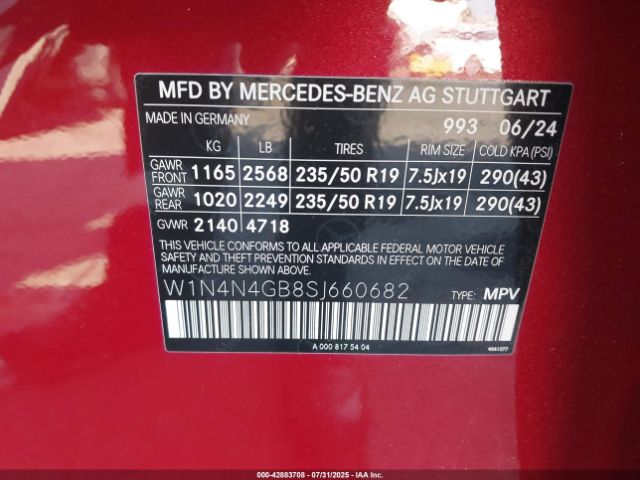 MFD BY MERCEDES-BENZ AG STUTTGART
MADE IN GERMANY 993 06/24
KG LB TIRES RIM SIZE COLD KPA (PSI)
GAWR FRONT 1165 2568 235/50 R19 7.5Jx19 290(43)
GAWR REAR 1020 2249 235/50 R19 7.5Jx19 290(43)
GVWR 2140 4718
THIS VEHICLE CONFORMS TO ALL APPLICABLE FEDERAL MOTOR VEHICLE
SAFETY AND THEFT PREVENTION STANDARDS IN EFFECT ON THE DATE OF
MANUFACTURE SHOWN ABOVE.
W1N4N4GB8SJ660682 TYPE: MPV
A 000 817 54 04 4061277
000-42883708 - 07/31/2025 - IAAI, Inc.